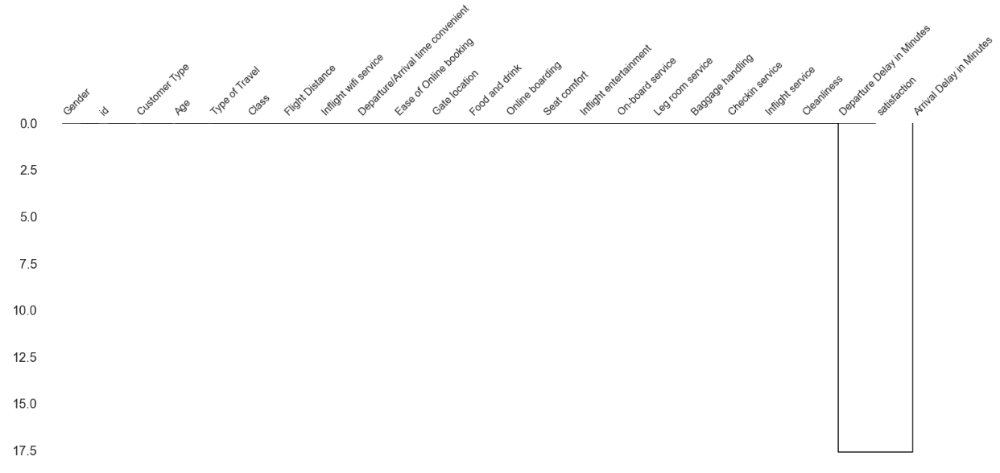 Gender
id
Customer Type
Age
Type of Travel
Class
Flight Distance
Inflight wifi service
Departure/Arrival time convenient
Ease of Online booking
Gate location
Food and drink
Online boarding
Seat comfort
Inflight entertainment
On-board service
Leg room service
Baggage handling
Checkin service
Inflight service
Cleanliness
Departure Delay in Minutes
satisfaction
Arrival Delay in Minutes
0.0
2.5
5.0
7.5
10.0
12.5
15.0
17.5